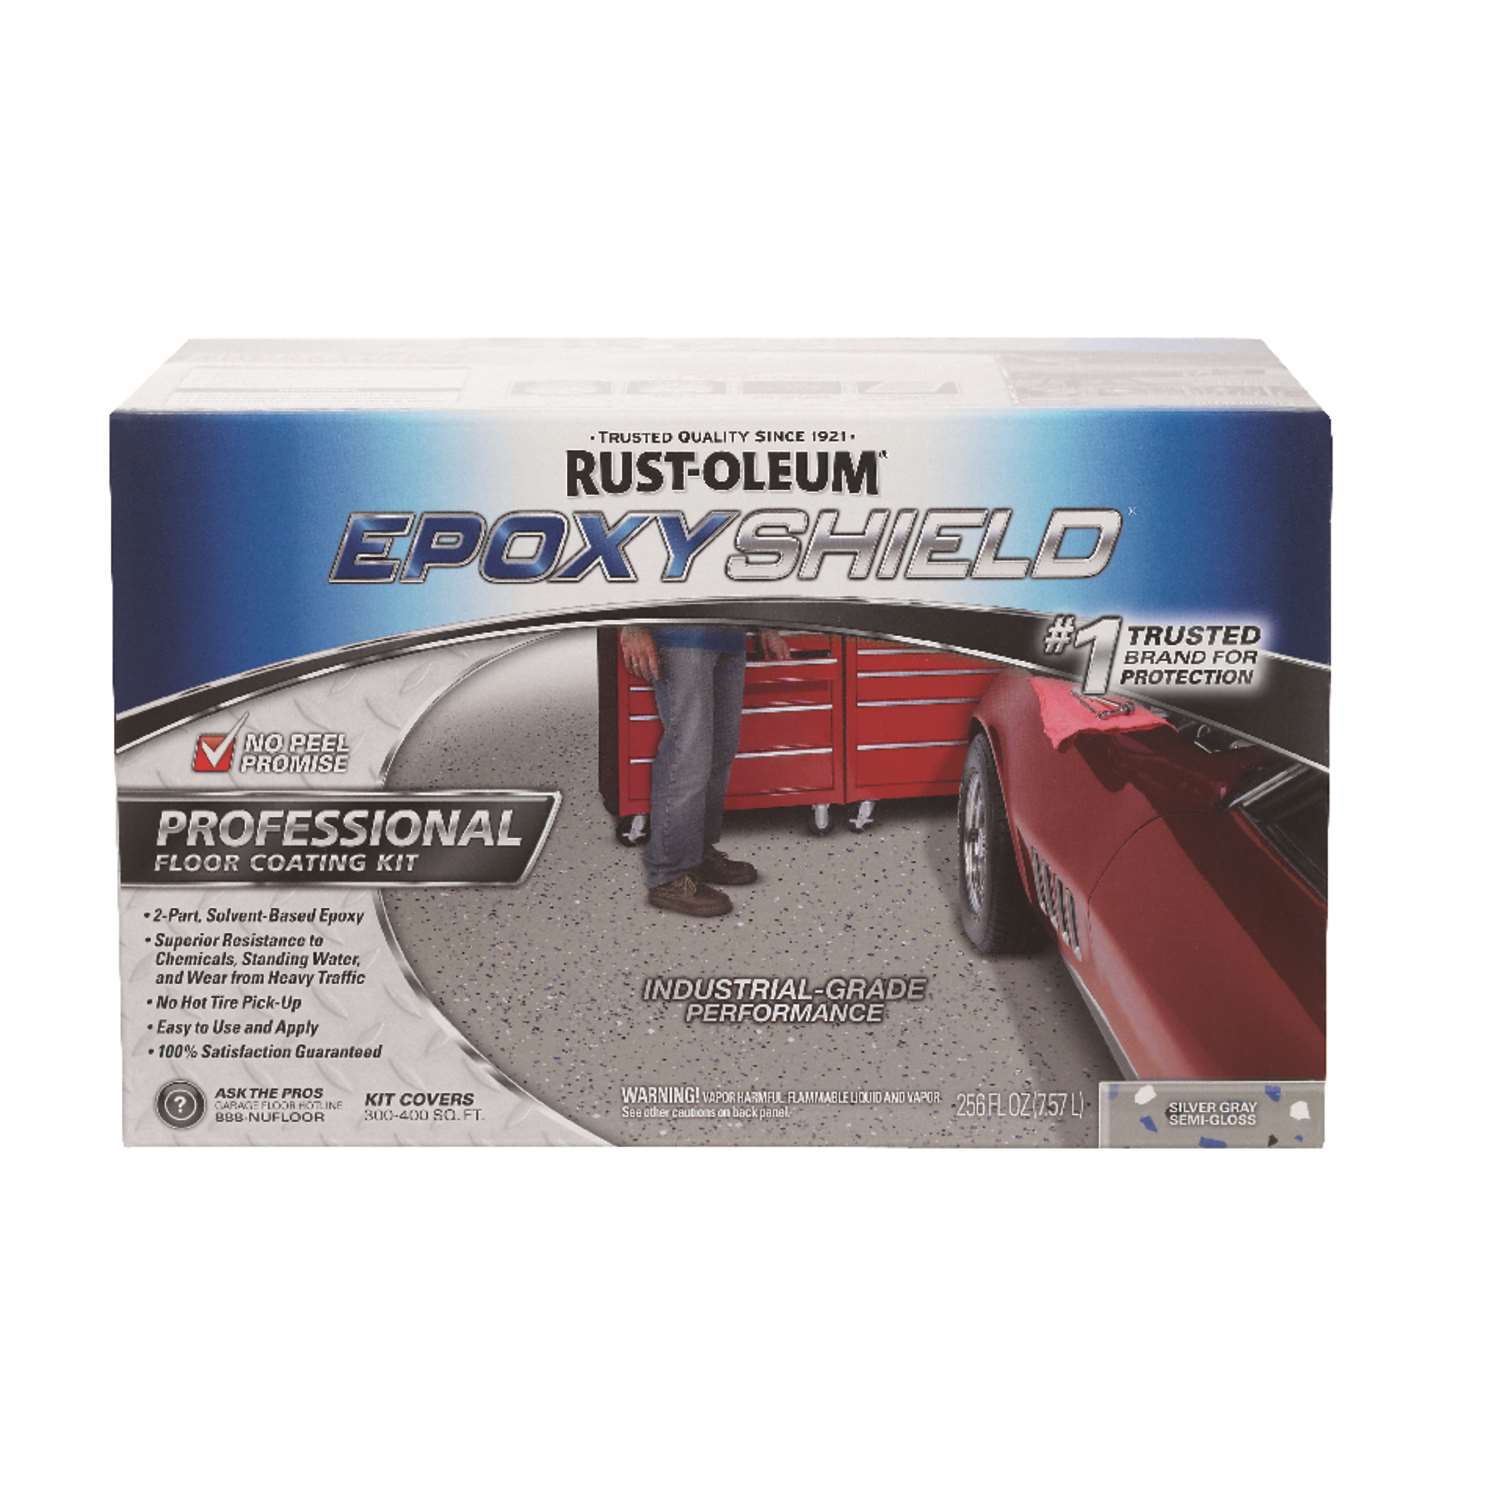 •TRUSTED QUALITY SINCE 1921•
RUST-OLEUM®
EPOXYSHIELD
#1 TRUSTED
BRAND FOR
PROTECTION
NO PEEL
PROMISE
PROFESSIONAL
FLOOR COATING KIT
• 2-Part, Solvent-Based Epoxy
• Superior Resistance to
Chemicals, Standing Water,
and Wear from Heavy Traffic
• No Hot Tire Pick-Up
• Easy to Use and Apply
• 100% Satisfaction Guaranteed
INDUSTRIAL-GRADE
PERFORMANCE
?
ASK THE PROS
GARAGE FLOOR HOTLINE
888-NUFLOOR
KIT COVERS
300-400 SQ. FT.
WARNING! VAPOR HARMFUL. FLAMMABLE LIQUID AND VAPOR.
See other cautions on back panel.
256 FL OZ (7.57 L)
SILVER GRAY
SEMI-GLOSS